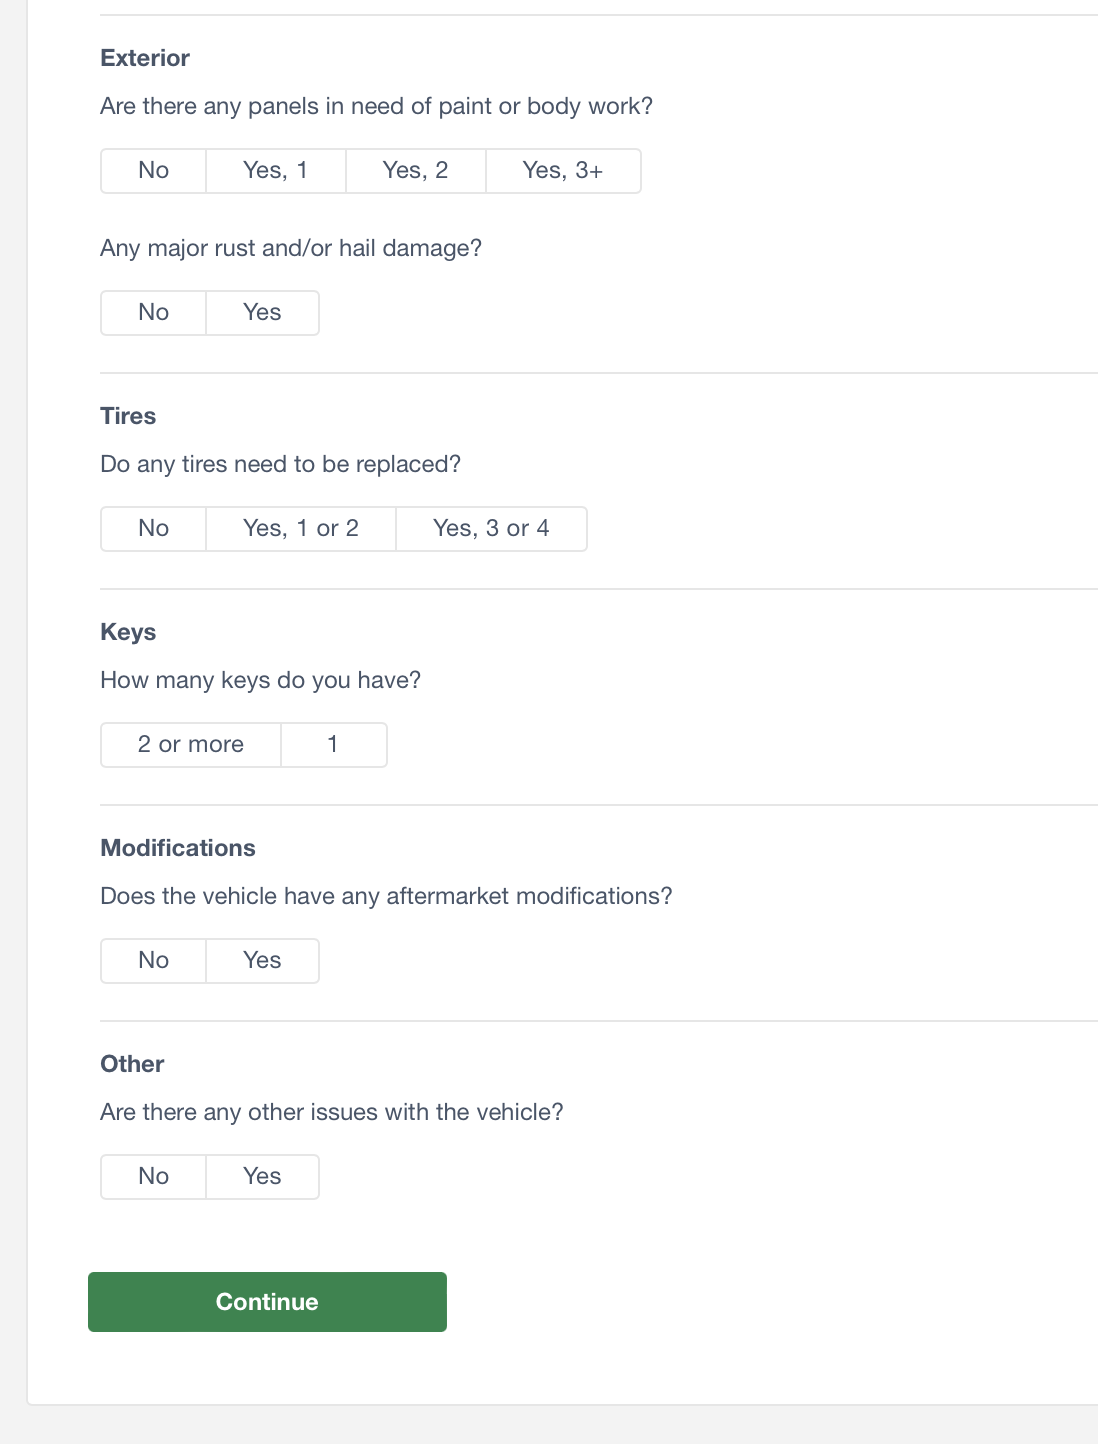 Exterior
Are there any panels in need of paint or body work?
No Yes, 1 Yes, 2 Yes, 3+
Any major rust and/or hail damage?
No Yes
Tires
Do any tires need to be replaced?
No Yes, 1 or 2 Yes, 3 or 4
Keys
How many keys do you have?
2 or more 1
Modifications
Does the vehicle have any aftermarket modifications?
No Yes
Other
Are there any other issues with the vehicle?
No Yes
Continue